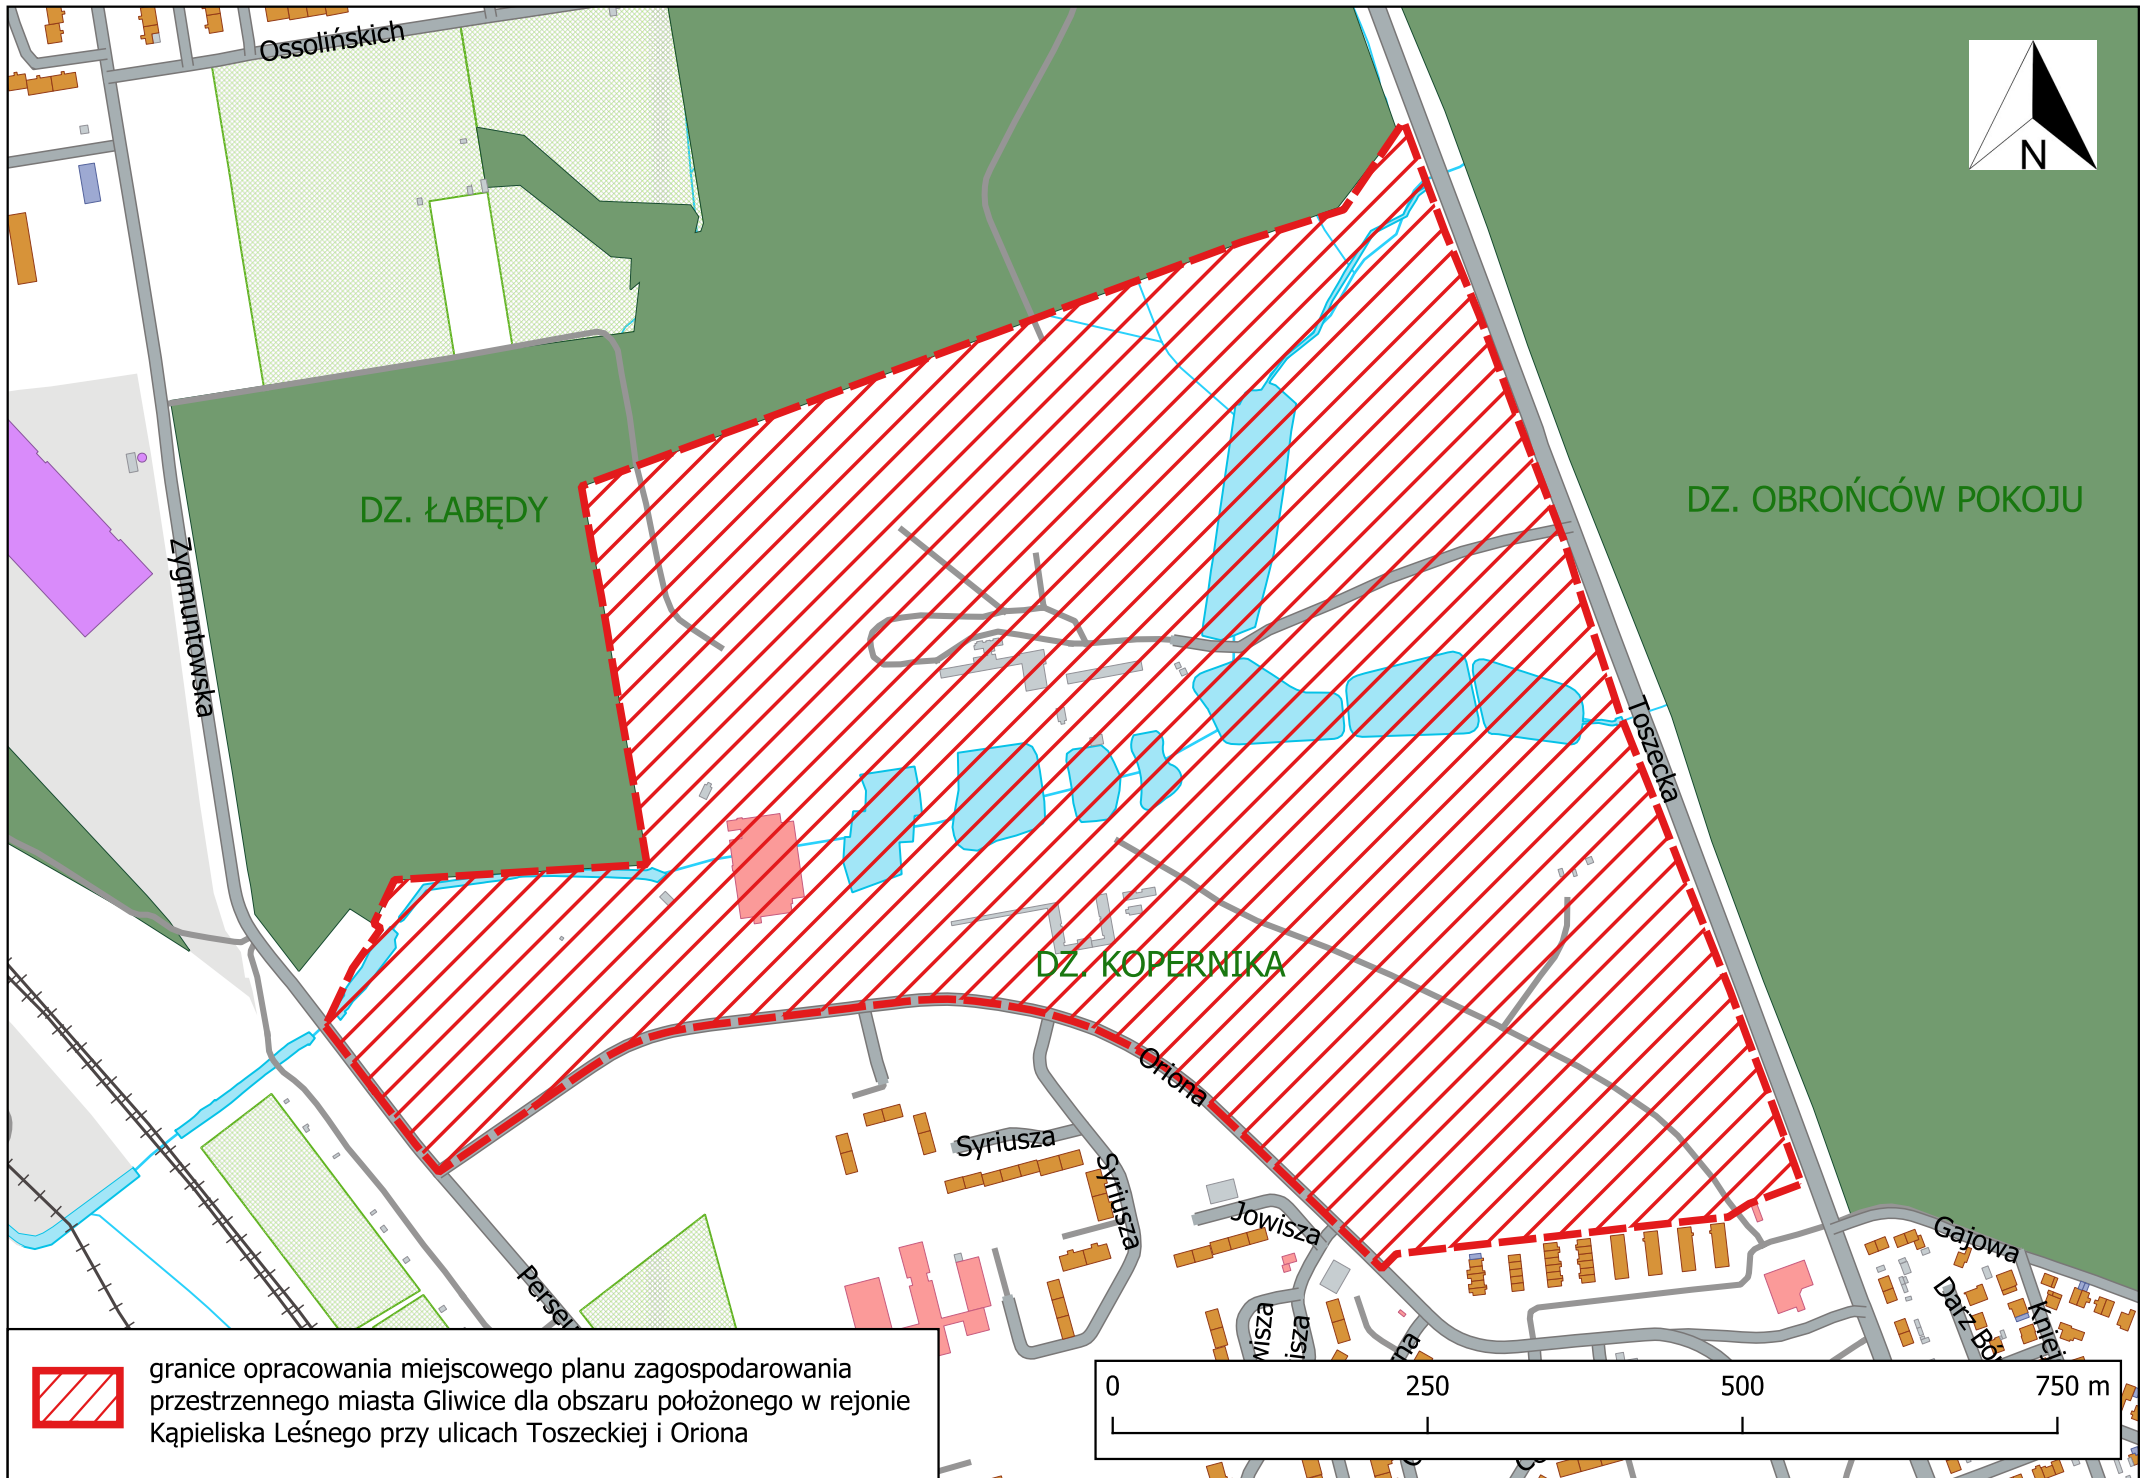 Ossolińskich
N
DZ. ŁABĘDY
DZ. OBROŃCÓW POKOJU
Zygmuntowska
Toszecka
DZ. KOPERNIKA
Oriona
Syriusza
Syriusza
Jowisza
Gajowa
granice opracowania miejscowego planu zagospodarowania
przestrzennego miasta Gliwice dla obszaru położonego w rejonie
Kąpieliska Leśnego przy ulicach Toszeckiej i Oriona
0 250 500 750 m